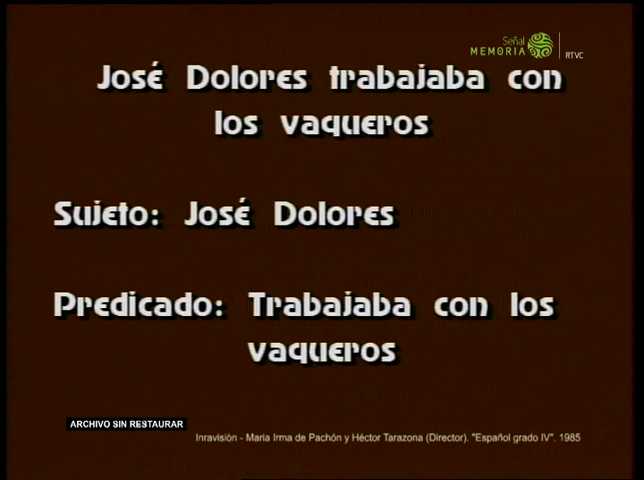 Señal
MEMORIA
RTVC
José Dolores trabajaba con
los vaqueros
Sujeto: José Dolores
Predicado: Trabajaba con los
vaqueros
ARCHIVO SIN RESTAURAR
Inravisión - Maria Irma de Pachón y Héctor Tarazona (Director). "Español grado IV". 1985